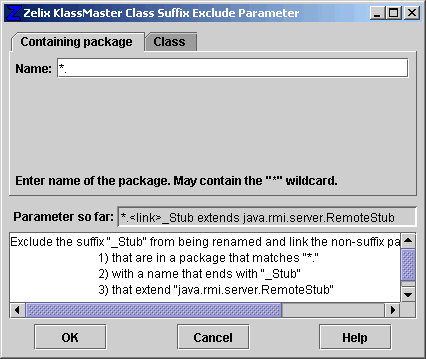 Zelix KlassMaster Class Suffix Exclude Parameter
Containing package Class
Name: *.
Enter name of the package. May contain the "*" wildcard.
Parameter so far: *.<link>_Stub extends java.rmi.server.RemoteStub
Exclude the suffix "_Stub" from being renamed and link the non-suffix pa
1) that are in a package that matches "*."
2) with a name that ends with "_Stub"
3) that extend "java.rmi.server.RemoteStub"
OK Cancel Help